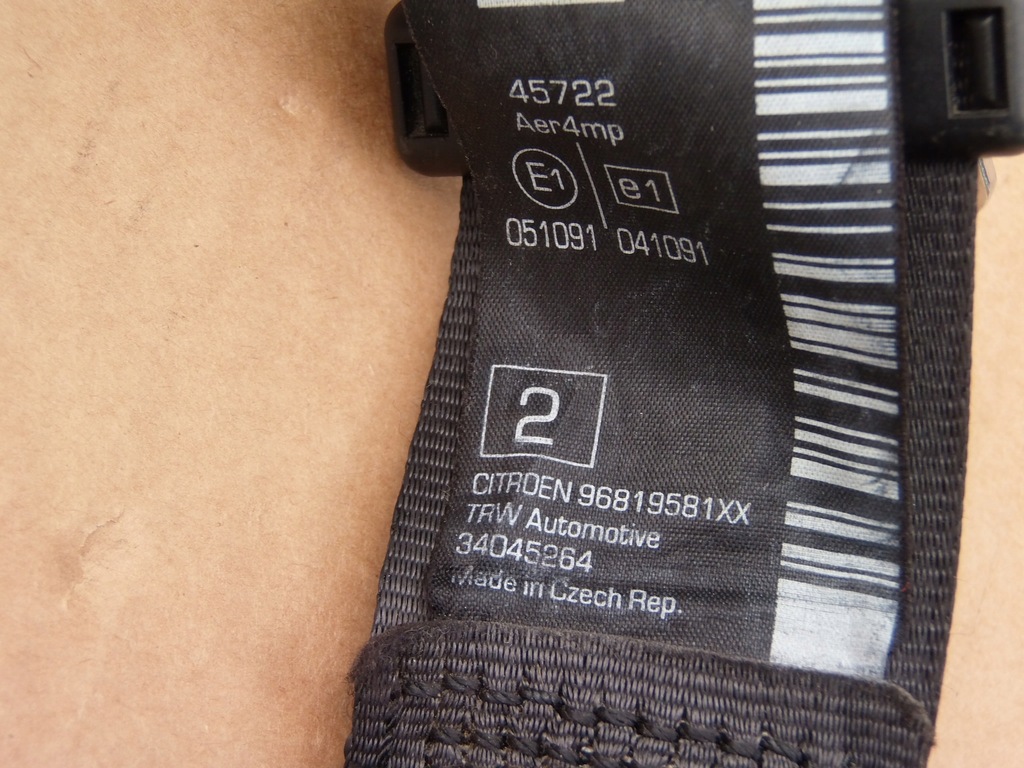 45722
Aer4mp
E1 e1
051091 041091
2
CITROEN 96819581XX
TRW Automotive
34045264
Made in Czech Rep.